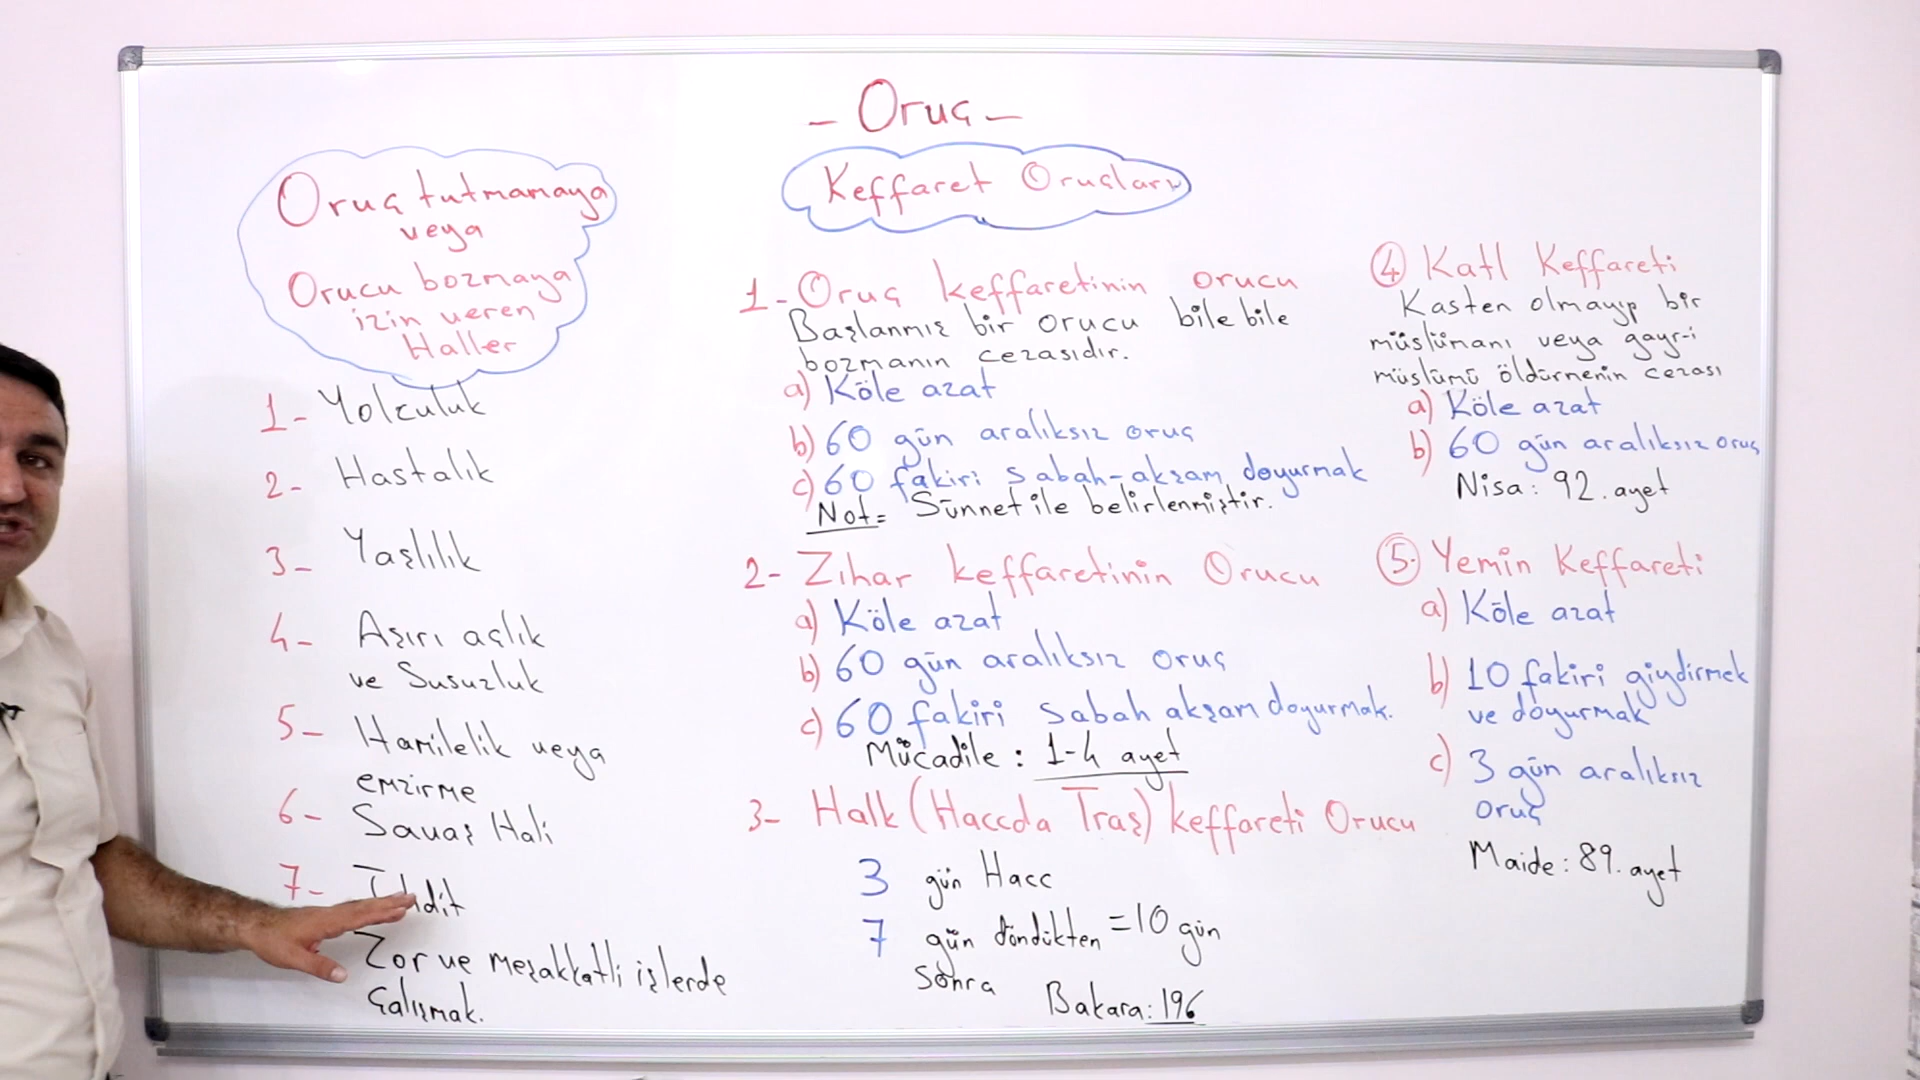 - Oruç -
Oruç tutmamaya
veya
Orucu bozmaya
izin veren
Haller
1- Yolculuk
2- Hastalık
3- Yaşlılık
4- Aşırı açlık
ve Susuzluk
5- Hamilelik veya
emzirme
6- Savaş Hali
7-
Zor ve meşakkatli işlerde
çalışmak.
Keffaret Oruçları
1- Oruç keffaretinin orucu
Başlanmış bir orucu bile bile
bozmanın cezasıdır.
a) Köle azat
b) 60 gün aralıksız oruç
c) 60 fakiri sabah-akşam doyurmak
Not= Sünnet ile belirlenmiştir.
2- Zıhar keffaretinin Orucu
a) Köle azat
b) 60 gün aralıksız oruç
c) 60 fakiri sabah akşam doyurmak.
Mücadile : 1-4 ayet
3- Halk (Haccda Traş) keffareti Orucu
3 gün Hacc
7 gün döndükten = 10 gün
sonra
Bakara: 196
4 Katl Keffareti
Kasten olmayıp bir
müslümanı veya gayr-i
müslümü öldürmenin cezası
a) Köle azat
b) 60 gün aralıksız oruç
Nisa: 92. ayet
5. Yemin Keffareti
a) Köle azat
b) 10 fakiri giydirmek
ve doyurmak
c) 3 gün aralıksız
oruç
Maide: 89. ayet